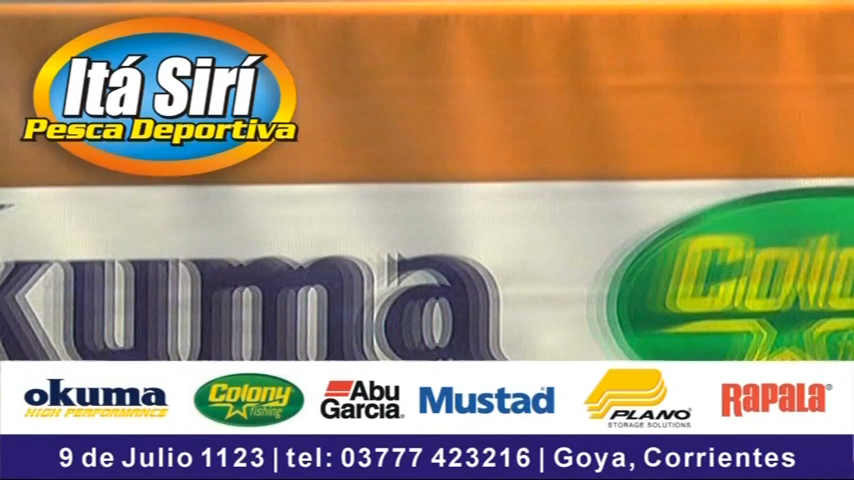 Itá Sirí
Pesca Deportiva
kuma
Colo
okuma
HIGH PERFORMANCE
Colony
fishing
Abu
Garcia®
Mustad®
PLANO®
STORAGE SOLUTIONS
RAPALA®
9 de Julio 1123 | tel: 03777 423216 | Goya, Corrientes